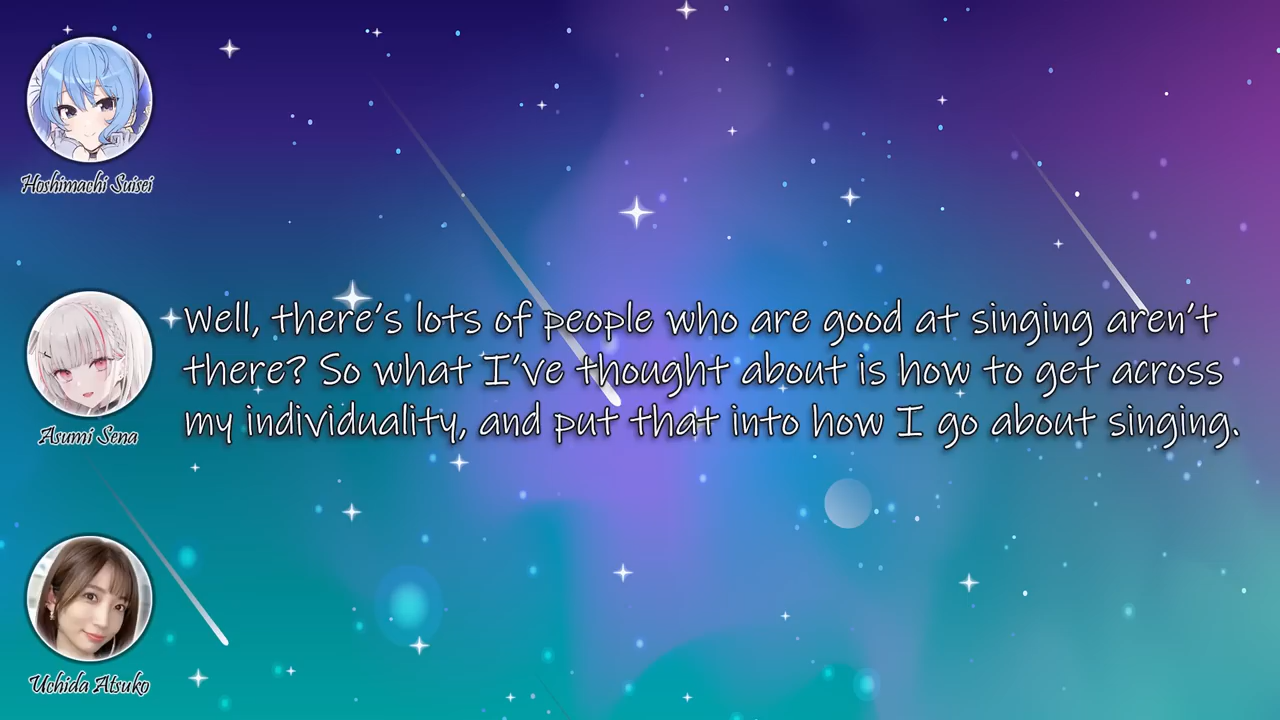 Hoshimachi Suisei
Well, there's lots of people who are good at singing aren't
there? So what I've thought about is how to get across
my individuality, and put that into how I go about singing.
Asumi Sena
Uchida Atsuko